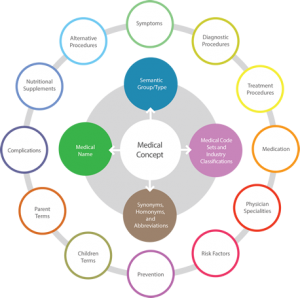 Symptoms
Alternative
Procedures
Diagnostic
Procedures
Nutritional
Supplements
Semantic
Group/Type
Treatment
Procedures
Complications
Medical
Name
Medical
Concept
Medical Code
Sets and
Industry
Classifications
Medication
Synonyms,
Homonyms,
and
Abbreviations
Parent
Terms
Physician
Specialities
Children
Terms
Prevention
Risk Factors